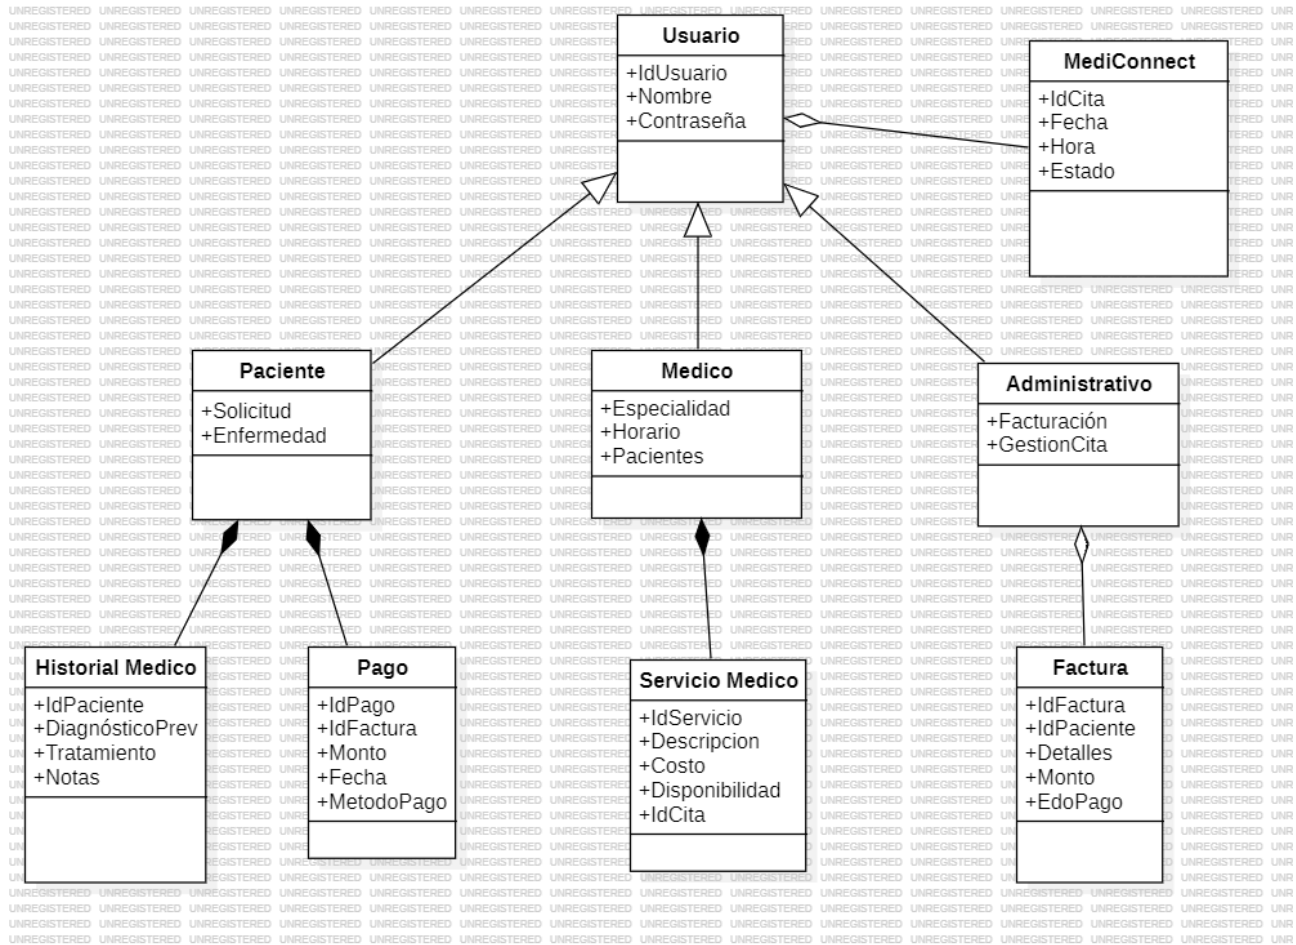 Usuario
+IdUsuario
+Nombre
+Contraseña
MediConnect
+IdCita
+Fecha
+Hora
+Estado
Paciente
+Solicitud
+Enfermedad
Medico
+Especialidad
+Horario
+Pacientes
Administrativo
+Facturación
+GestionCita
Historial Medico
+IdPaciente
+DiagnósticoPrev
+Tratamiento
+Notas
Pago
+IdPago
+IdFactura
+Monto
+Fecha
+MetodoPago
Servicio Medico
+IdServicio
+Descripcion
+Costo
+Disponibilidad
+IdCita
Factura
+IdFactura
+IdPaciente
+Detalles
+Monto
+EdoPago
UNREGISTERED